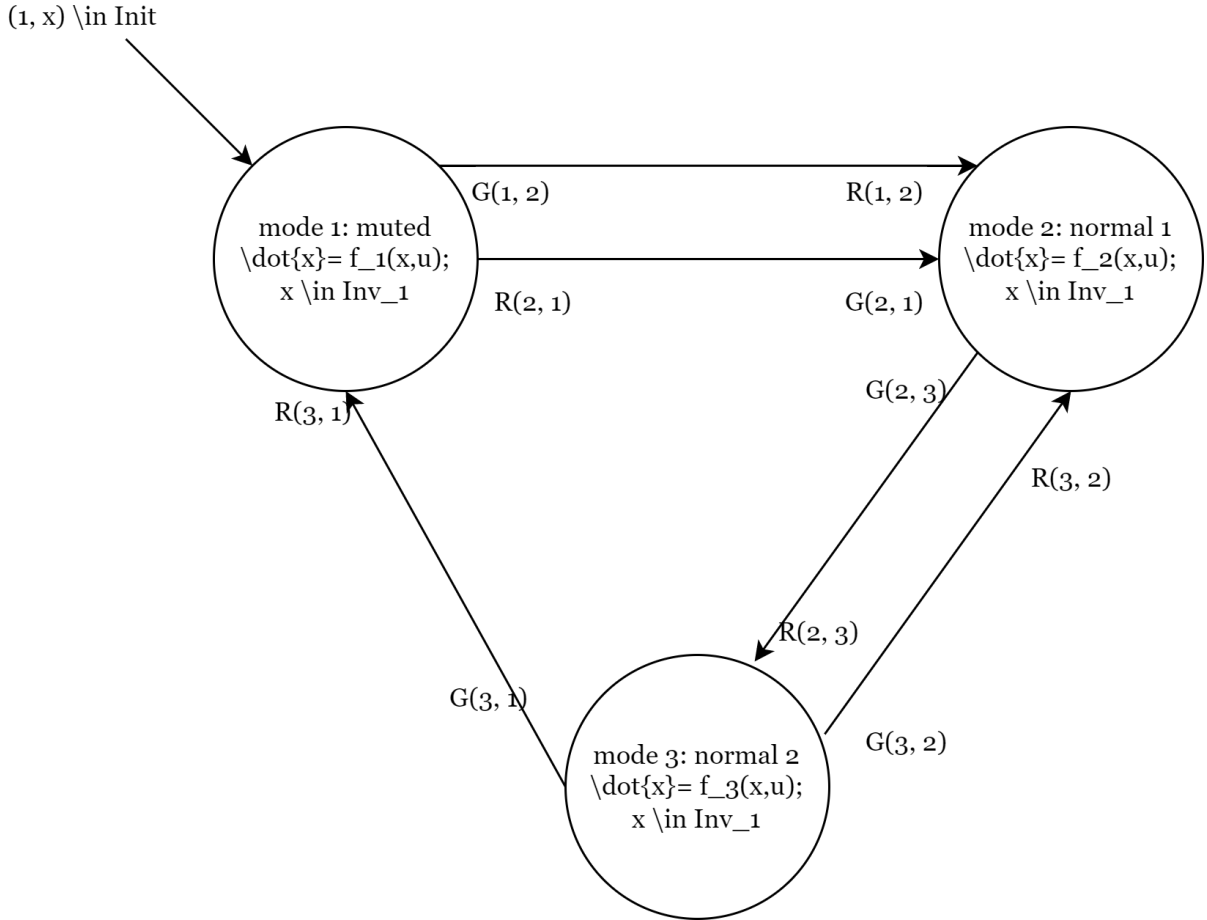 (1, x) \in Init
G(1, 2)
R(1, 2)
mode 1: muted
\dot{x}= f_1(x,u);
x \in Inv_1
mode 2: normal 1
\dot{x}= f_2(x,u);
x \in Inv_1
R(2, 1)
G(2, 1)
G(2, 3)
R(3, 1)
R(3, 2)
R(2, 3)
G(3, 1)
G(3, 2)
mode 3: normal 2
\dot{x}= f_3(x,u);
x \in Inv_1